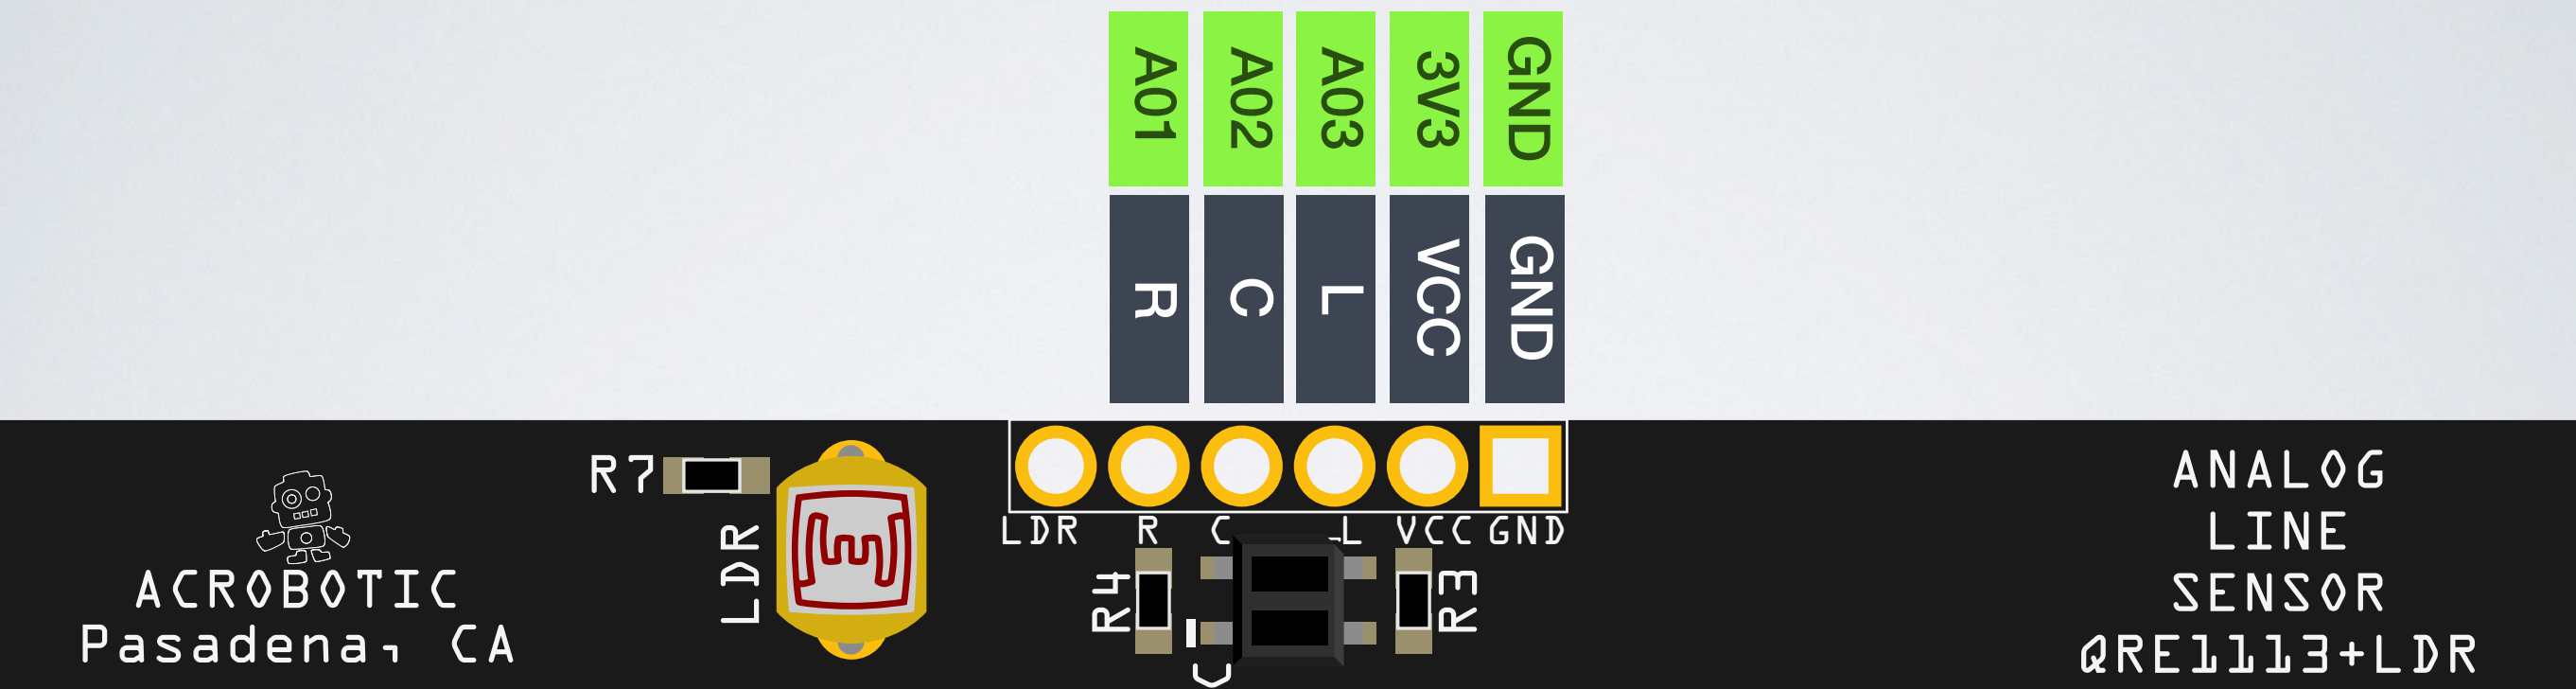 A01 A02 A03 3V3 GND
R C L VCC GND
R7
LDR
LDR R C L VCC GND
R4
R3
C
ACROBOTIC
Pasadena, CA
ANALOG
LINE
SENSOR
QRE1113+LDR